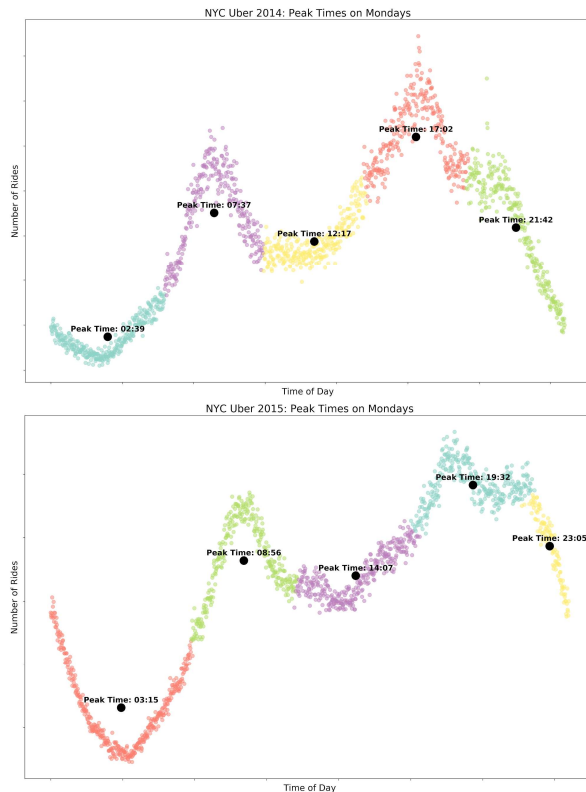 NYC Uber 2014: Peak Times on Mondays
Number of Rides
Peak Time: 17:02
Peak Time: 07:37
Peak Time: 12:17
Peak Time: 21:42
Peak Time: 02:39
Time of Day
NYC Uber 2015: Peak Times on Mondays
Number of Rides
Peak Time: 19:32
Peak Time: 23:05
Peak Time: 08:56
Peak Time: 14:07
Peak Time: 03:15
Time of Day